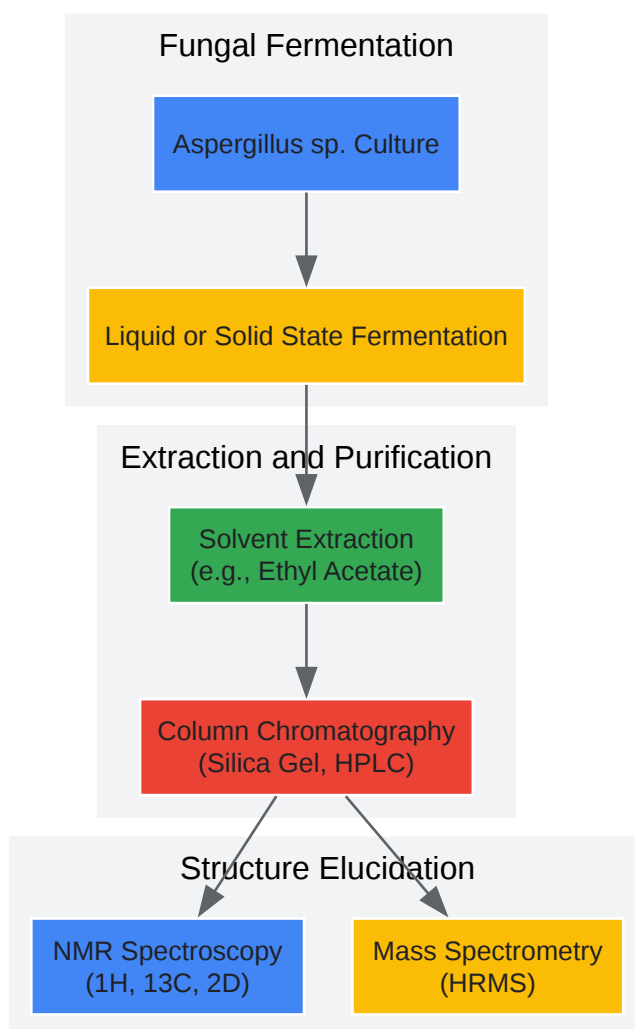 Fungal Fermentation
Aspergillus sp. Culture
Liquid or Solid State Fermentation
Extraction and Purification
Solvent Extraction
(e.g., Ethyl Acetate)
Column Chromatography
(Silica Gel, HPLC)
Structure Elucidation
NMR Spectroscopy
(1H, 13C, 2D)
Mass Spectrometry
(HRMS)